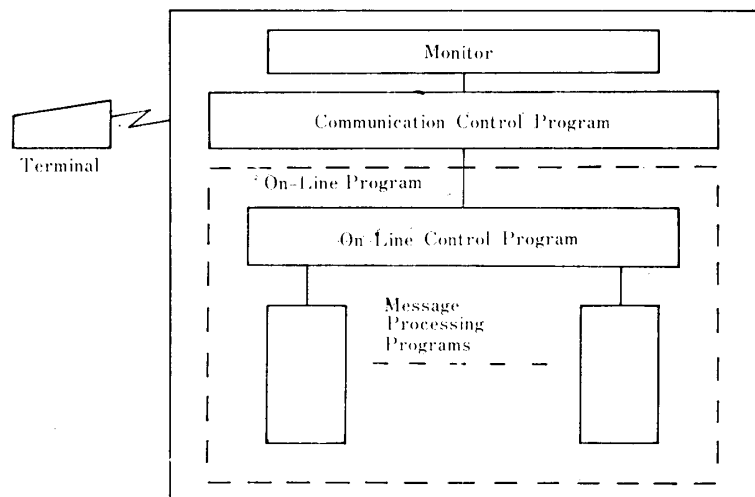 Monitor
Communication Control Program
Terminal
On-Line Program
On Line Control Program
Message
Processing
Programs